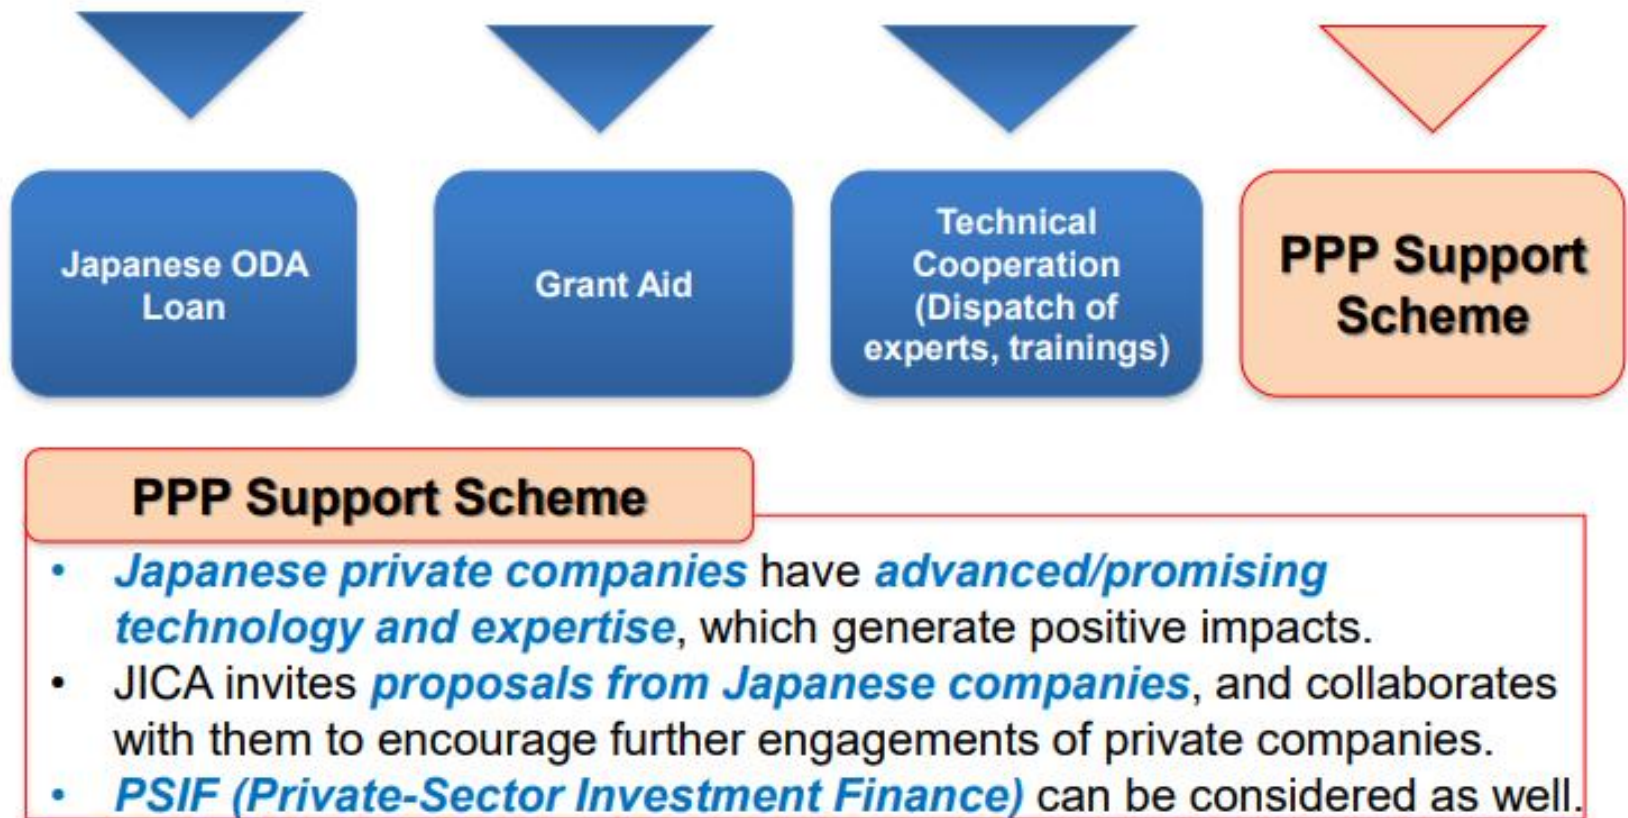 Japanese ODA
Loan
Grant Aid
Technical
Cooperation
(Dispatch of
experts, trainings)
PPP Support
Scheme
PPP Support Scheme
• Japanese private companies have advanced/promising
technology and expertise, which generate positive impacts.
• JICA invites proposals from Japanese companies, and collaborates
with them to encourage further engagements of private companies.
• PSIF (Private-Sector Investment Finance) can be considered as well.